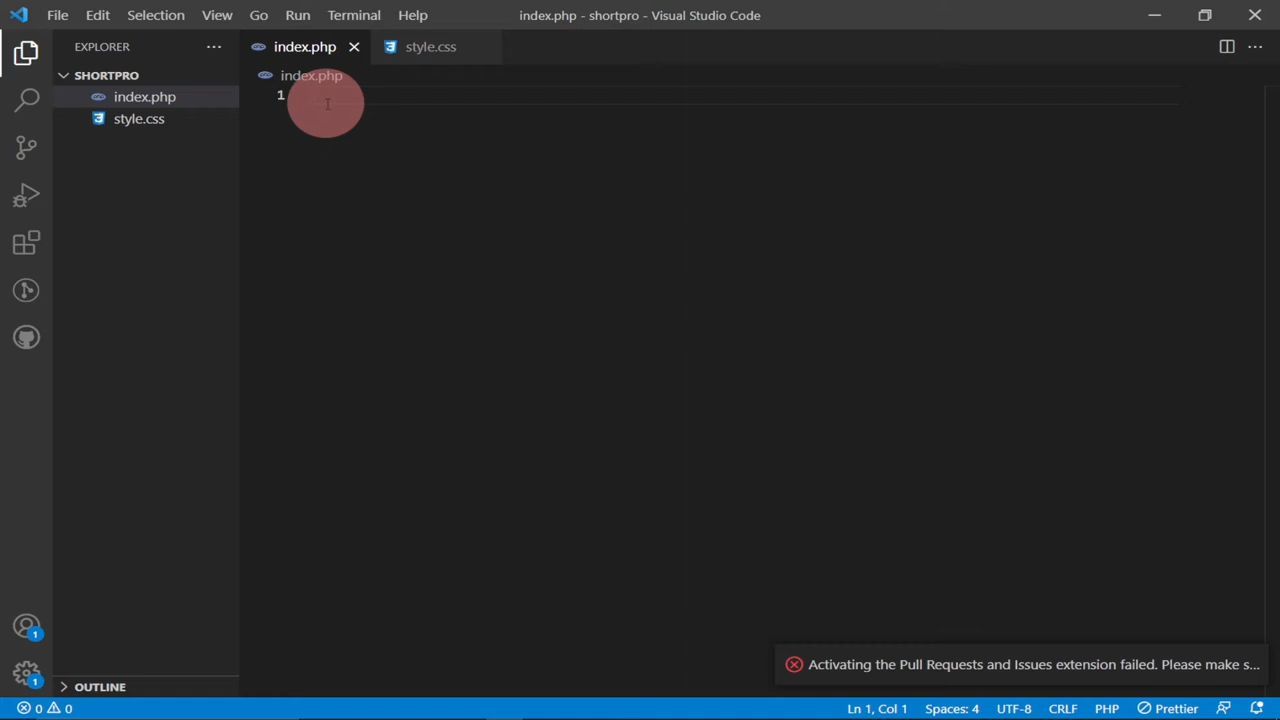 File Edit Selection View Go Run Terminal Help
index.php - shortpro - Visual Studio Code
EXPLORER
index.php
style.css
SHORTPRO
index.php
index.php
1
style.css
Activating the Pull Requests and Issues extension failed. Please make s...
OUTLINE
0 0
Ln 1, Col 1 Spaces: 4 UTF-8 CRLF PHP Prettier
1
1